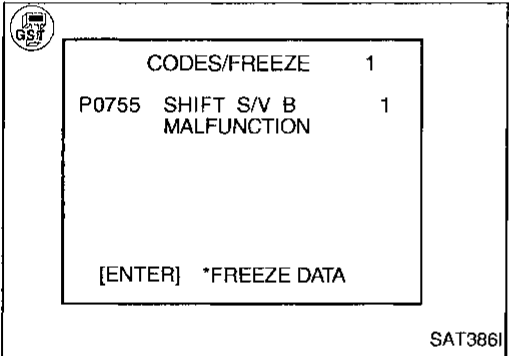 GST
CODES/FREEZE 1
P0755 SHIFT S/V B 1
MALFUNCTION
[ENTER] *FREEZE DATA
SAT386I